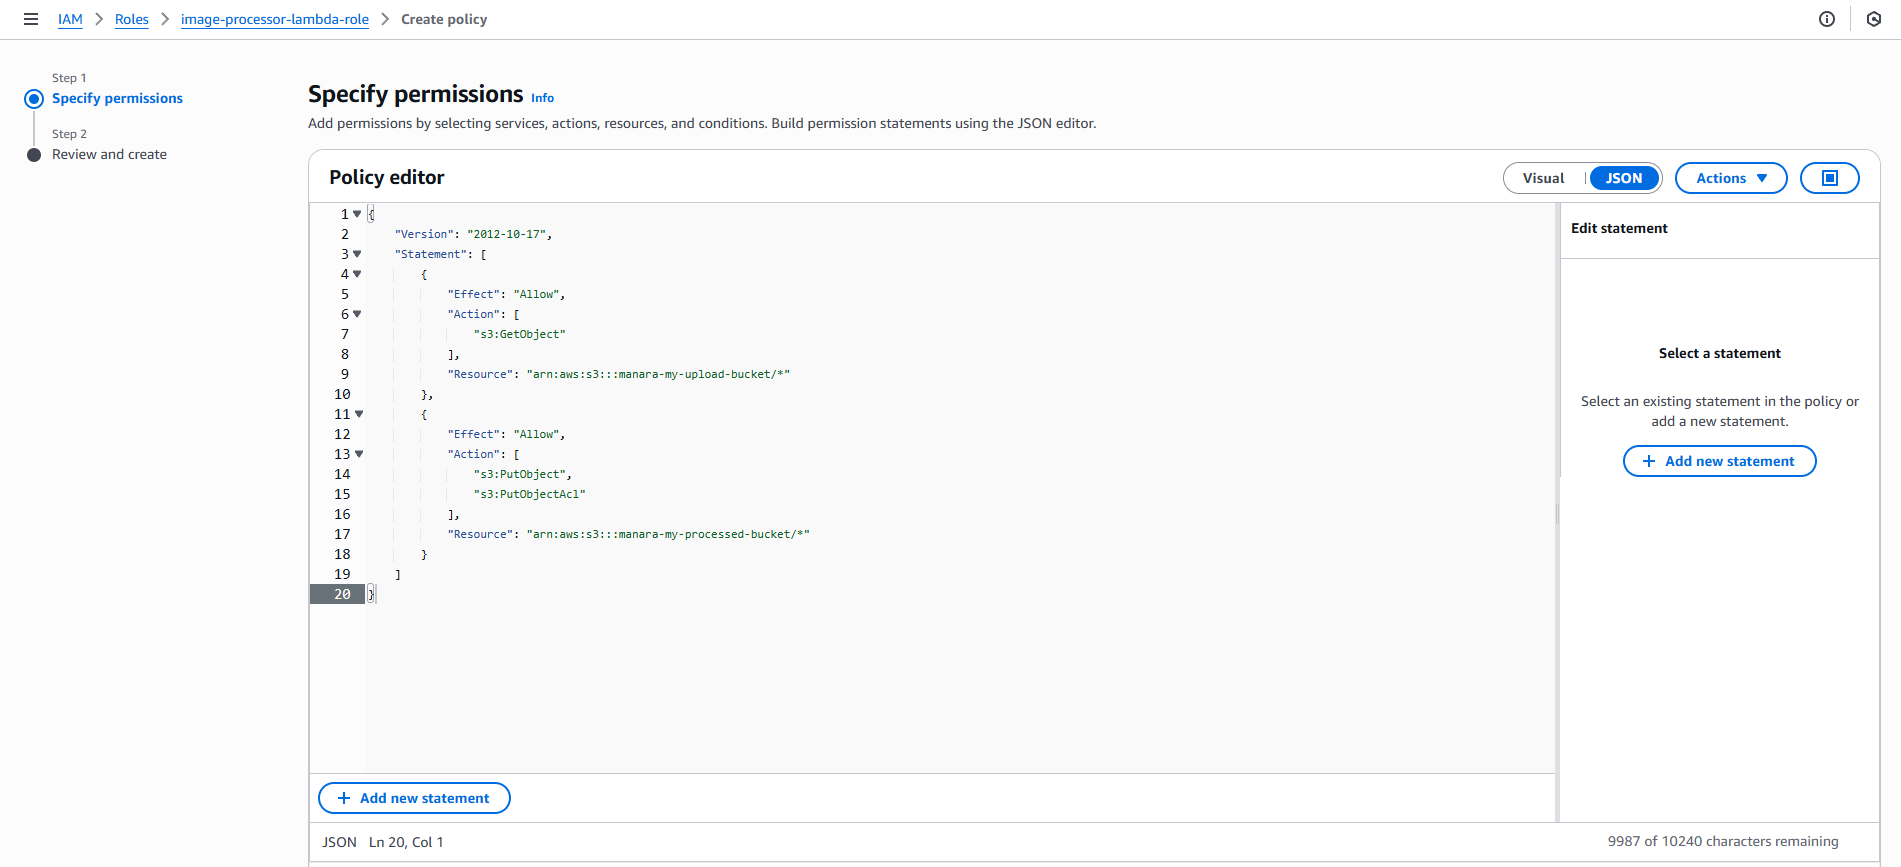 IAM > Roles > image-processor-lambda-role > Create policy
Step 1
Specify permissions
Step 2
Review and create
Specify permissions Info
Add permissions by selecting services, actions, resources, and conditions. Build permission statements using the JSON editor.
Policy editor
Visual | JSON
Actions
1 {
2 "Version": "2012-10-17",
3 "Statement": [
4 {
5 "Effect": "Allow",
6 "Action": [
7 "s3:GetObject"
8 ],
9 "Resource": "arn:aws:s3:::manara-my-upload-bucket/*"
10 },
11 {
12 "Effect": "Allow",
13 "Action": [
14 "s3:PutObject",
15 "s3:PutObjectAcl"
16 ],
17 "Resource": "arn:aws:s3:::manara-my-processed-bucket/*"
18 }
19 ]
20 }
Edit statement
Select a statement
Select an existing statement in the policy or
add a new statement.
+ Add new statement
+ Add new statement
JSON Ln 20, Col 1
9987 of 10240 characters remaining